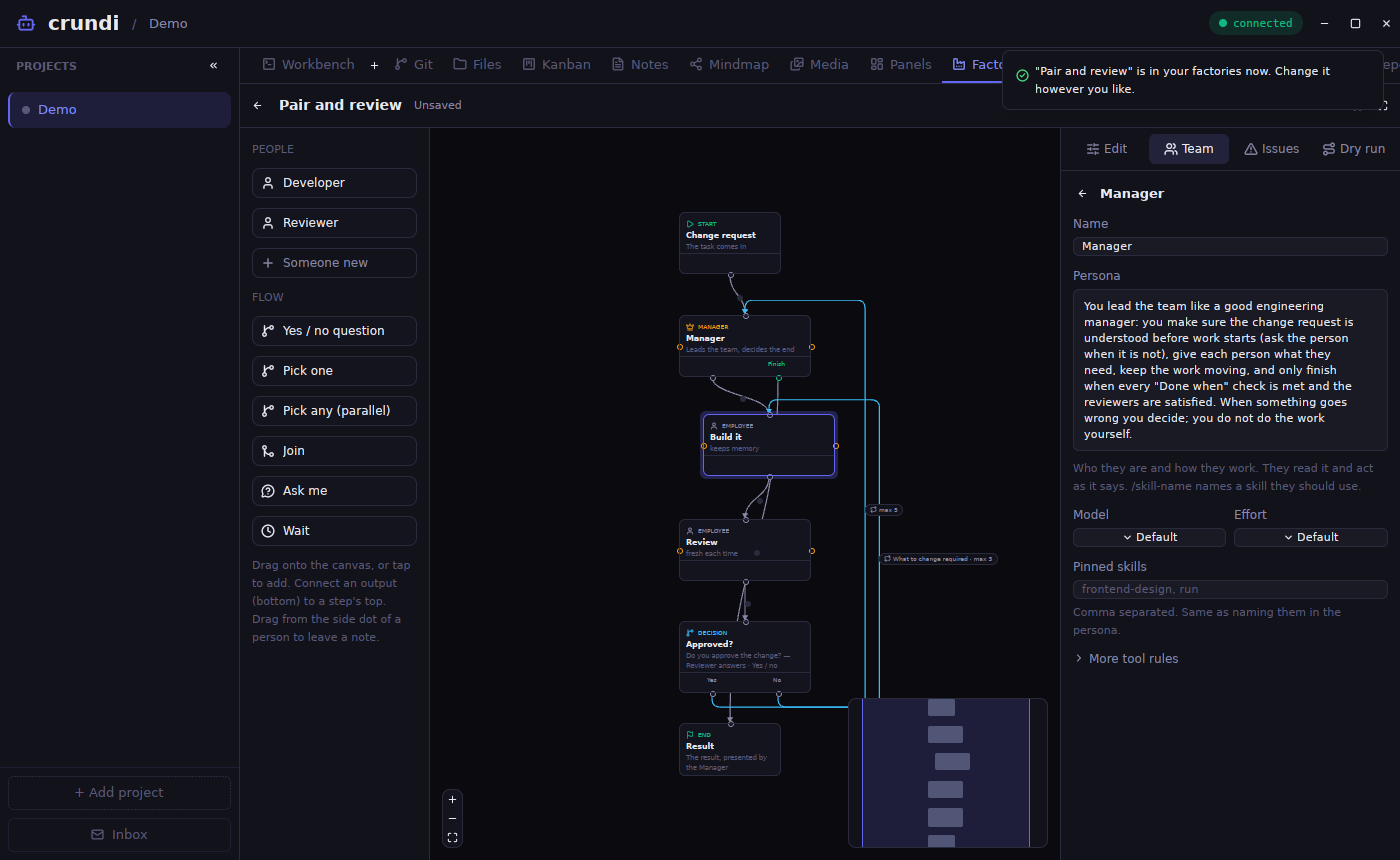 crundi / Demo
connected
PROJECTS
Demo
+ Add project
Inbox
Workbench
+
Git
Files
Kanban
Notes
Mindmap
Media
Panels
"Pair and review" is in your factories now. Change it
however you like.
Pair and review
Unsaved
PEOPLE
Developer
Reviewer
Someone new
FLOW
Yes / no question
Pick one
Pick any (parallel)
Join
Ask me
Wait
Drag onto the canvas, or tap
to add. Connect an output
(bottom) to a step's top.
Drag from the side dot of a
person to leave a note.
START
Change request
The task comes in
MANAGER
Manager
Leads the team, decides the end
Finish
EMPLOYEE
Build it
keeps memory
EMPLOYEE
Review
fresh each time
max 5
What to change required · max 3
DECISION
Approved?
Do you approve the change? —
Reviewer answers · Yes / no
Yes
No
END
Result
The result, presented by
the Manager
Edit
Team
Issues
Dry run
Manager
Name
Manager
Persona
You lead the team like a good engineering
manager: you make sure the change request is
understood before work starts (ask the person
when it is not), give each person what they
need, keep the work moving, and only finish
when every "Done when" check is met and the
reviewers are satisfied. When something goes
wrong you decide; you do not do the work
yourself.
Who they are and how they work. They read it and act
as it says. /skill-name names a skill they should use.
Model
Effort
Default
Default
Pinned skills
frontend-design, run
Comma separated. Same as naming them in the
persona.
More tool rules